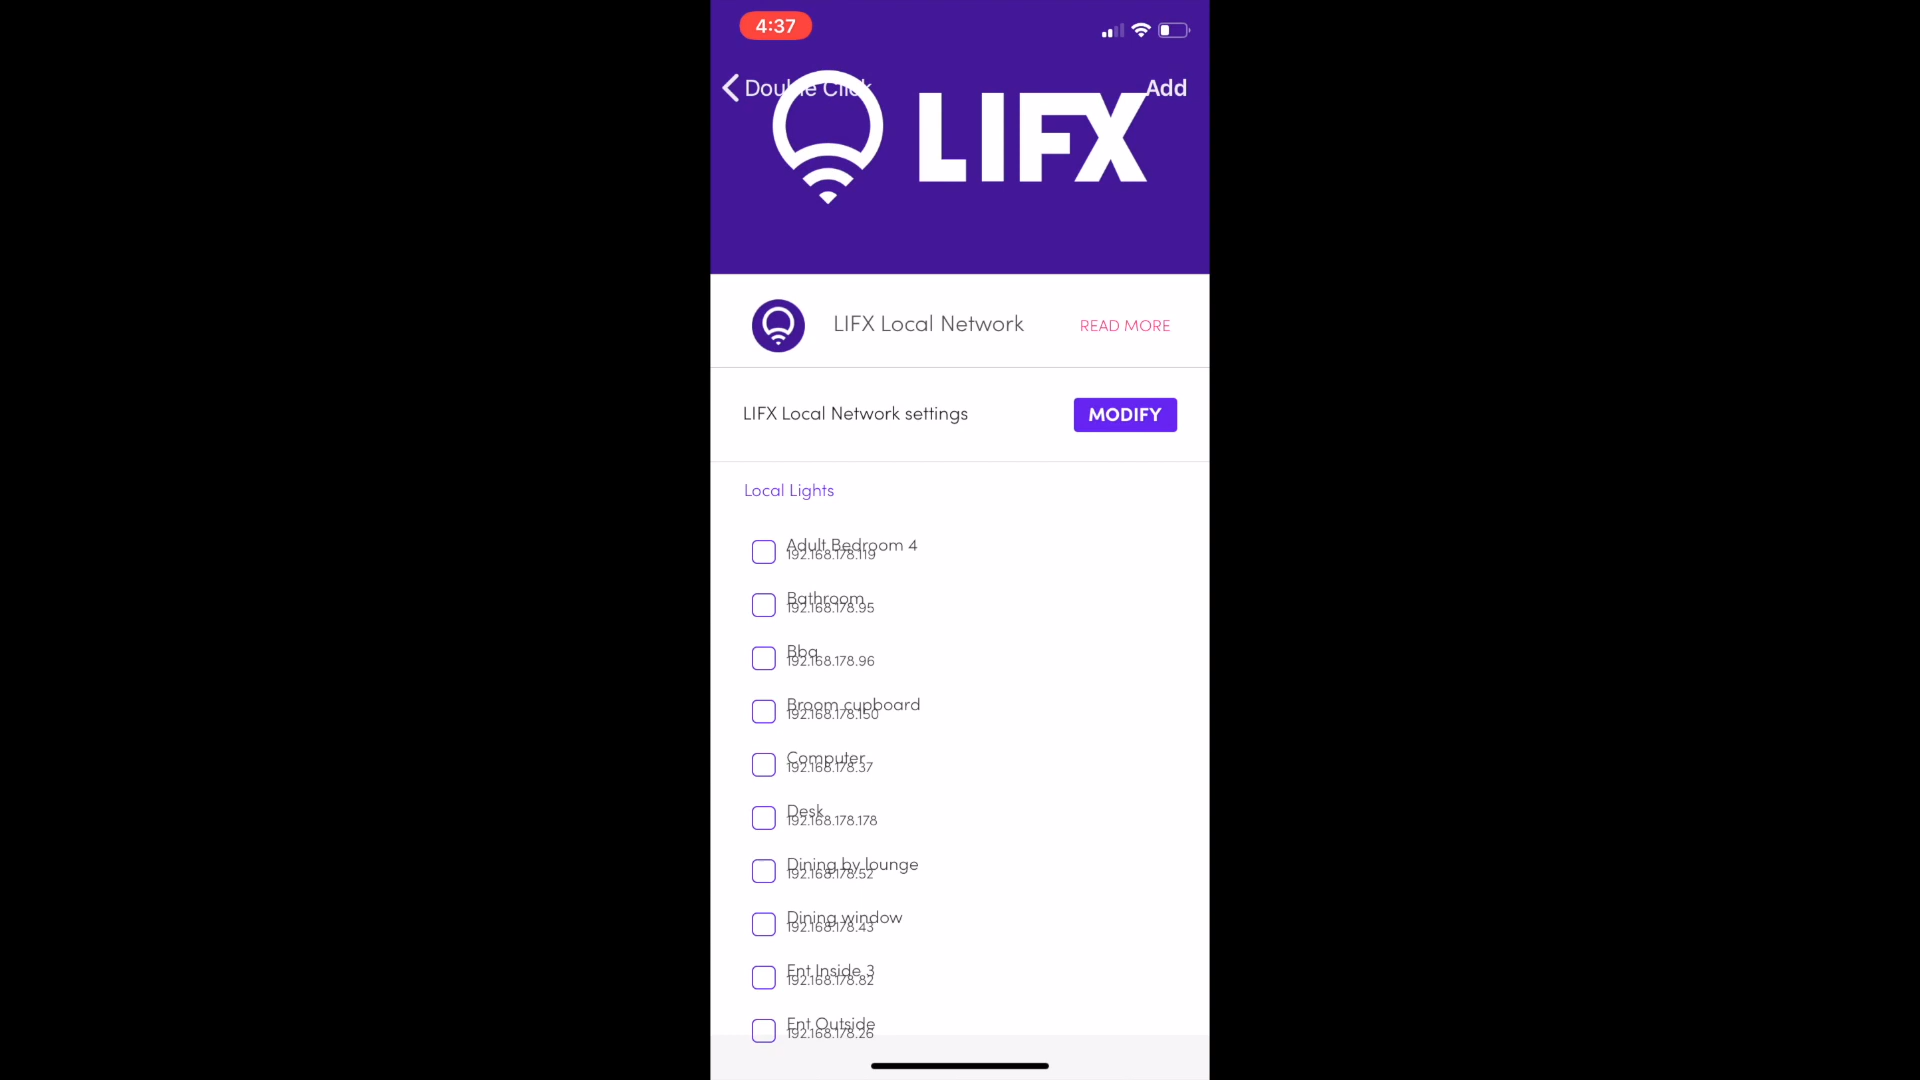 4:37
Double Click
Add
LIFX
LIFX Local Network
READ MORE
LIFX Local Network settings
MODIFY
Local Lights
Adult Bedroom 4
192.168.178.119
Bathroom
192.168.178.95
Bbq
192.168.178.96
Broom cupboard
192.168.178.150
Computer
192.168.178.37
Desk
192.168.178.178
Dining by lounge
192.168.178.52
Dining window
192.168.178.43
Ent Inside 3
192.168.178.82
Ent Outside
192.168.178.26